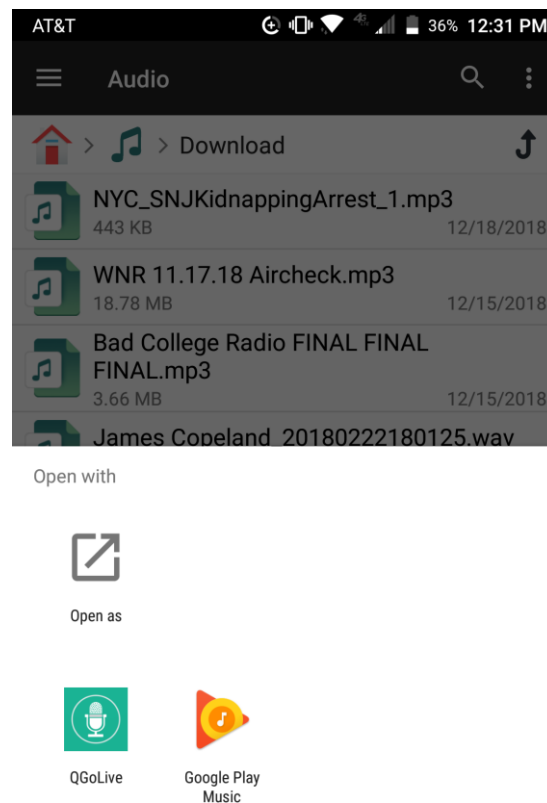 AT&T 4G 36% 12:31 PM
Audio
> > Download
NYC_SNJKidnappingArrest_1.mp3
443 KB 12/18/2018
WNR 11.17.18 Aircheck.mp3
18.78 MB 12/15/2018
Bad College Radio FINAL FINAL
FINAL.mp3
3.66 MB 12/15/2018
James Copeland_20180222180125.wav
Open with
Open as
QGoLive Google Play
Music